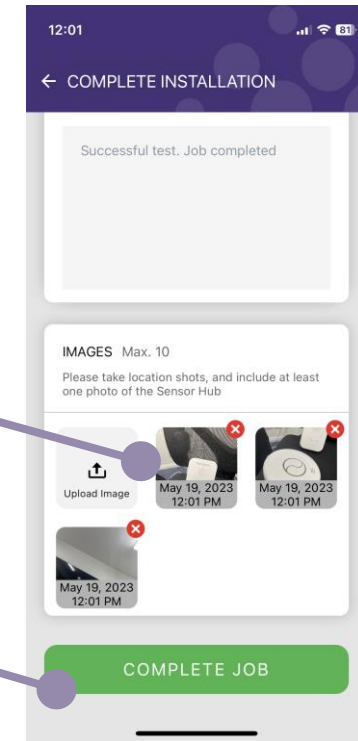 12:01
81
COMPLETE INSTALLATION
Successful test. Job completed
IMAGES Max. 10
Please take location shots, and include at least
one photo of the Sensor Hub
Upload Image
May 19, 2023
12:01 PM
May 19, 2023
12:01 PM
May 19, 2023
12:01 PM
COMPLETE JOB